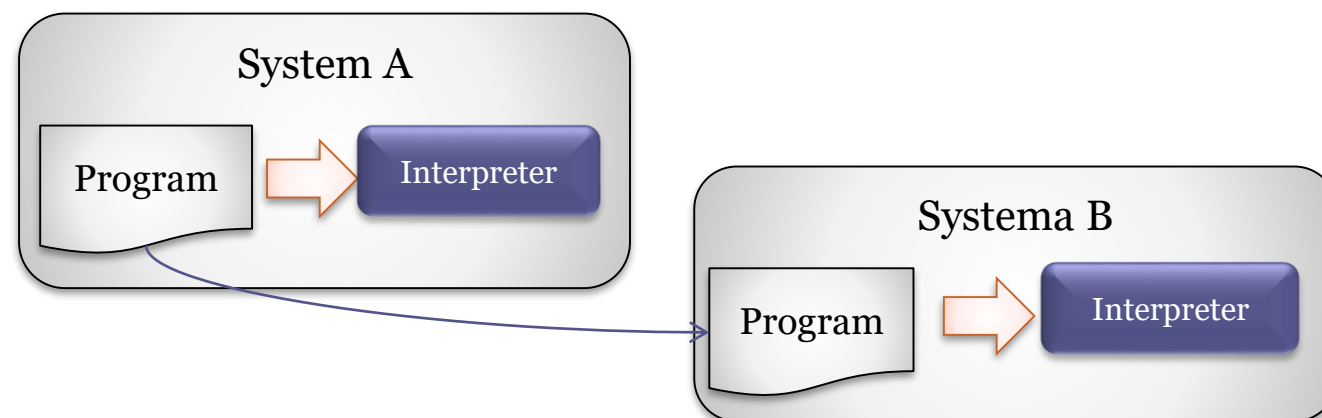 System A
Program
Interpreter
Systema B
Program
Interpreter